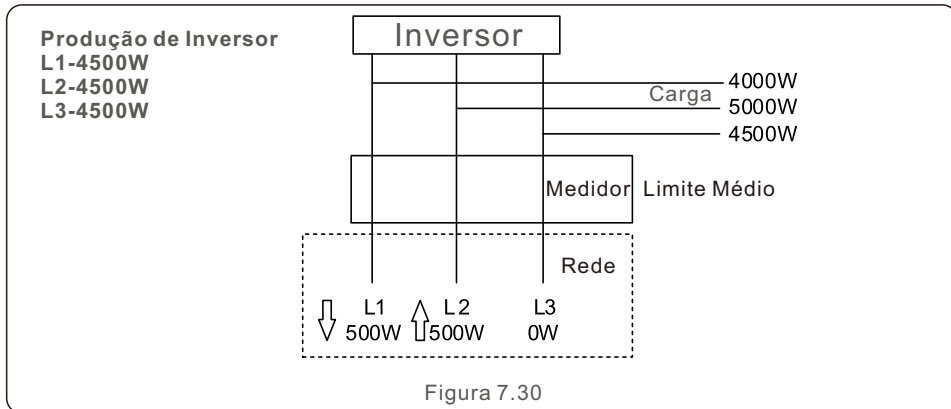 Produção de Inversor
L1-4500W
L2-4500W
L3-4500W
Inversor
4000W
Carga
5000W
4500W
Medidor Limite Médio
Rede
L1 L2 L3
500W 500W 0W
Figura 7.30